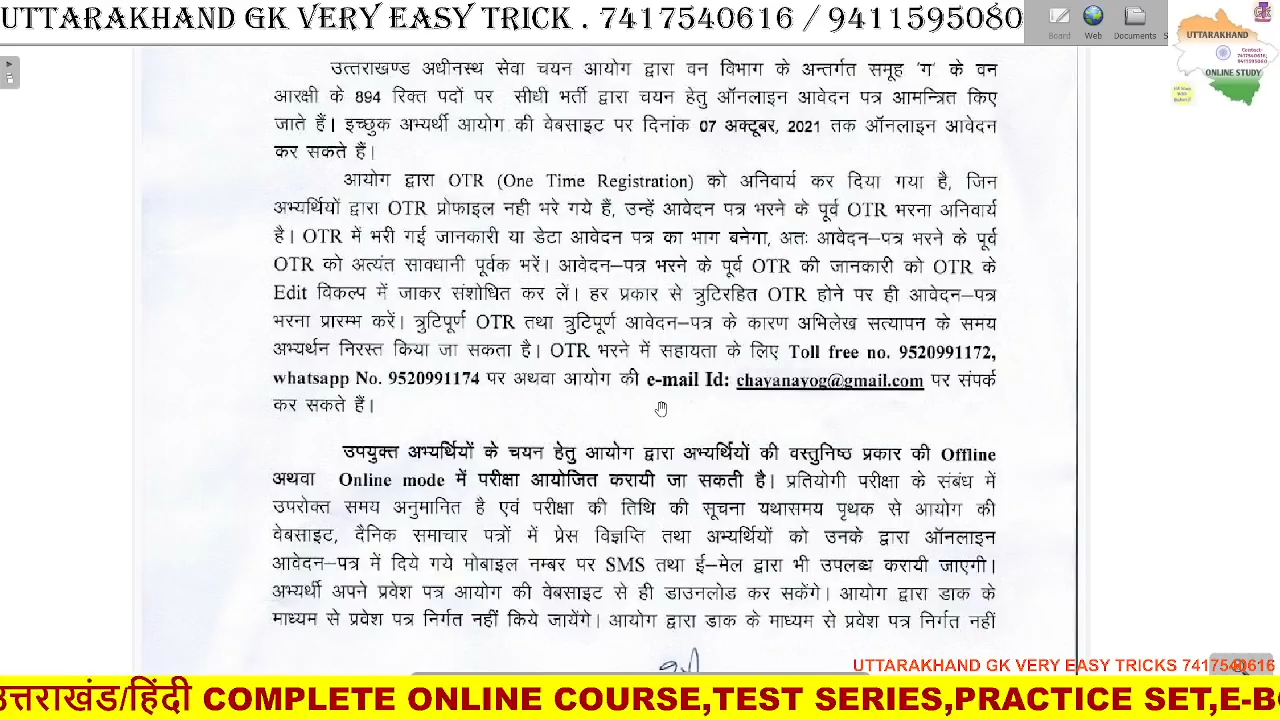 UTTARAKHAND GK VERY EASY TRICK . 7417540616 / 9411595080
Board Web Documents
UTTARAKHAND
Contact-
7417540616;
9411595080
ONLINE STUDY
उत्तराखण्ड अधीनस्थ सेवा चयन आयोग द्वारा वन विभाग के अन्तर्गत समूह 'ग' के वन
आरक्षी के 894 रिक्त पदों पर सीधी भर्ती द्वारा चयन हेतु ऑनलाइन आवेदन पत्र आमन्त्रित किए
जाते हैं। इच्छुक अभ्यर्थी आयोग की वेबसाइट पर दिनांक 07 अक्टूबर, 2021 तक ऑनलाइन आवेदन
कर सकते हैं।
आयोग द्वारा OTR (One Time Registration) को अनिवार्य कर दिया गया है, जिन
अभ्यर्थियों द्वारा OTR प्रोफाइल नही भरे गये हैं, उन्हें आवेदन पत्र भरने के पूर्व OTR भरना अनिवार्य
है। OTR में भरी गई जानकारी या डेटा आवेदन पत्र का भाग बनेगा, अतः आवेदन–पत्र भरने के पूर्व
OTR को अत्यंत सावधानी पूर्वक भरें। आवेदन–पत्र भरने के पूर्व OTR की जानकारी को OTR के
Edit विकल्प में जाकर संशोधित कर लें। हर प्रकार से त्रुटिरहित OTR होने पर ही आवेदन–पत्र
भरना प्रारम्भ करें। त्रुटिपूर्ण OTR तथा त्रुटिपूर्ण आवेदन–पत्र के कारण अभिलेख सत्यापन के समय
अभ्यर्थन निरस्त किया जा सकता है। OTR भरने में सहायता के लिए Toll free no. 9520991172,
whatsapp No. 9520991174 पर अथवा आयोग की e-mail Id: chayanayog@gmail.com पर संपर्क
कर सकते हैं।
उपयुक्त अभ्यर्थियों के चयन हेतु आयोग द्वारा अभ्यर्थियों की वस्तुनिष्ठ प्रकार की Offline
अथवा Online mode में परीक्षा आयोजित करायी जा सकती है। प्रतियोगी परीक्षा के संबंध में
उपरोक्त समय अनुमानित है एवं परीक्षा की तिथि की सूचना यथासमय पृथक से आयोग की
वेबसाइट, दैनिक समाचार पत्रों में प्रेस विज्ञप्ति तथा अभ्यर्थियों को उनके द्वारा ऑनलाइन
आवेदन–पत्र में दिये गये मोबाइल नम्बर पर SMS तथा ई–मेल द्वारा भी उपलब्ध करायी जाएगी।
अभ्यर्थी अपने प्रवेश पत्र आयोग की वेबसाइट से ही डाउनलोड कर सकेंगे। आयोग द्वारा डाक के
माध्यम से प्रवेश पत्र निर्गत नहीं किये जायेंगे। आयोग द्वारा डाक के माध्यम से प्रवेश पत्र निर्गत नहीं
UTTARAKHAND GK VERY EASY TRICKS 7417540616
उत्तराखंड/हिंदी COMPLETE ONLINE COURSE,TEST SERIES,PRACTICE SET,E-B